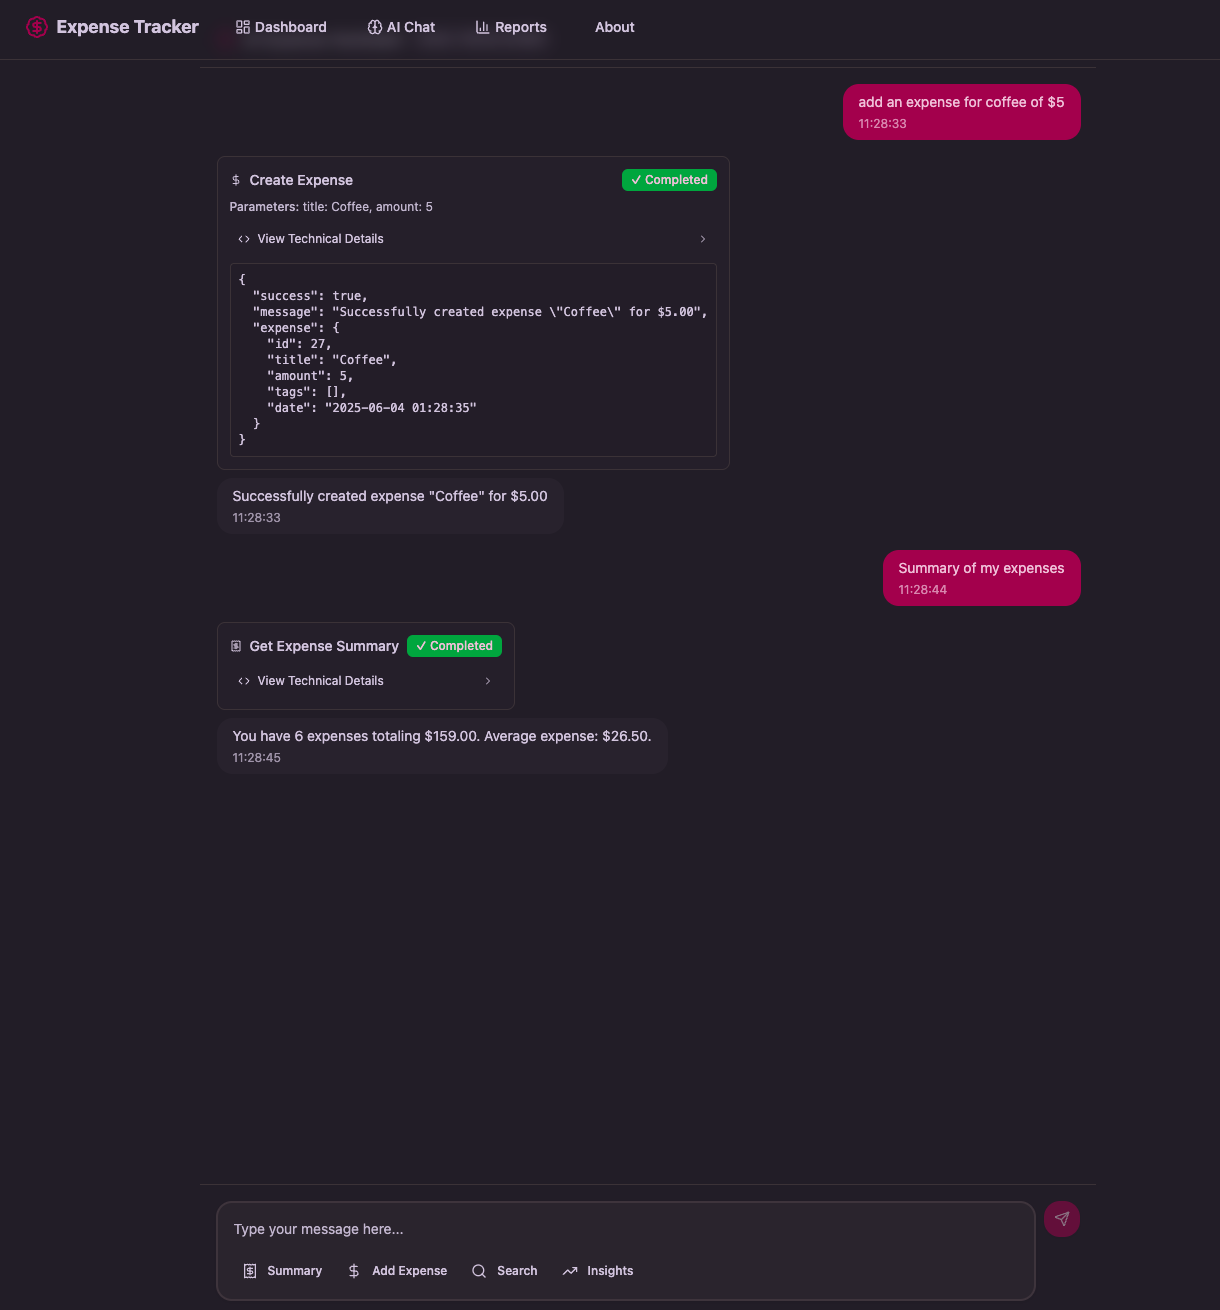 Expense Tracker
Dashboard
AI Chat
Reports
About
add an expense for coffee of $5
11:28:33
Create Expense
✓ Completed
Parameters: title: Coffee, amount: 5
View Technical Details
{
  "success": true,
  "message": "Successfully created expense \"Coffee\" for $5.00",
  "expense": {
    "id": 27,
    "title": "Coffee",
    "amount": 5,
    "tags": [],
    "date": "2025-06-04 01:28:35"
  }
}
Successfully created expense "Coffee" for $5.00
11:28:33
Summary of my expenses
11:28:44
Get Expense Summary
✓ Completed
View Technical Details
You have 6 expenses totaling $159.00. Average expense: $26.50.
11:28:45
Type your message here...
Summary
Add Expense
Search
Insights